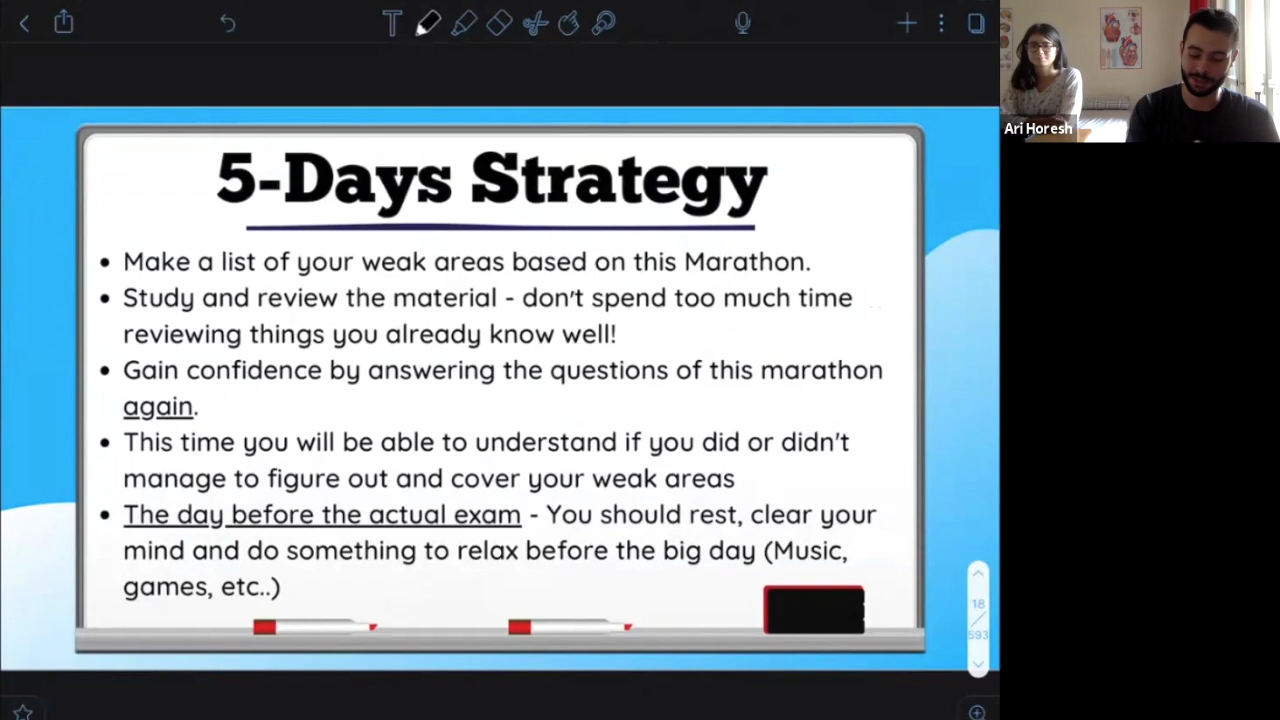 5-Days Strategy
• Make a list of your weak areas based on this Marathon.
• Study and review the material - don't spend too much time
reviewing things you already know well!
• Gain confidence by answering the questions of this marathon
again.
• This time you will be able to understand if you did or didn't
manage to figure out and cover your weak areas
• The day before the actual exam - You should rest, clear your
mind and do something to relax before the big day (Music,
games, etc..)
18
593
Ari Horesh